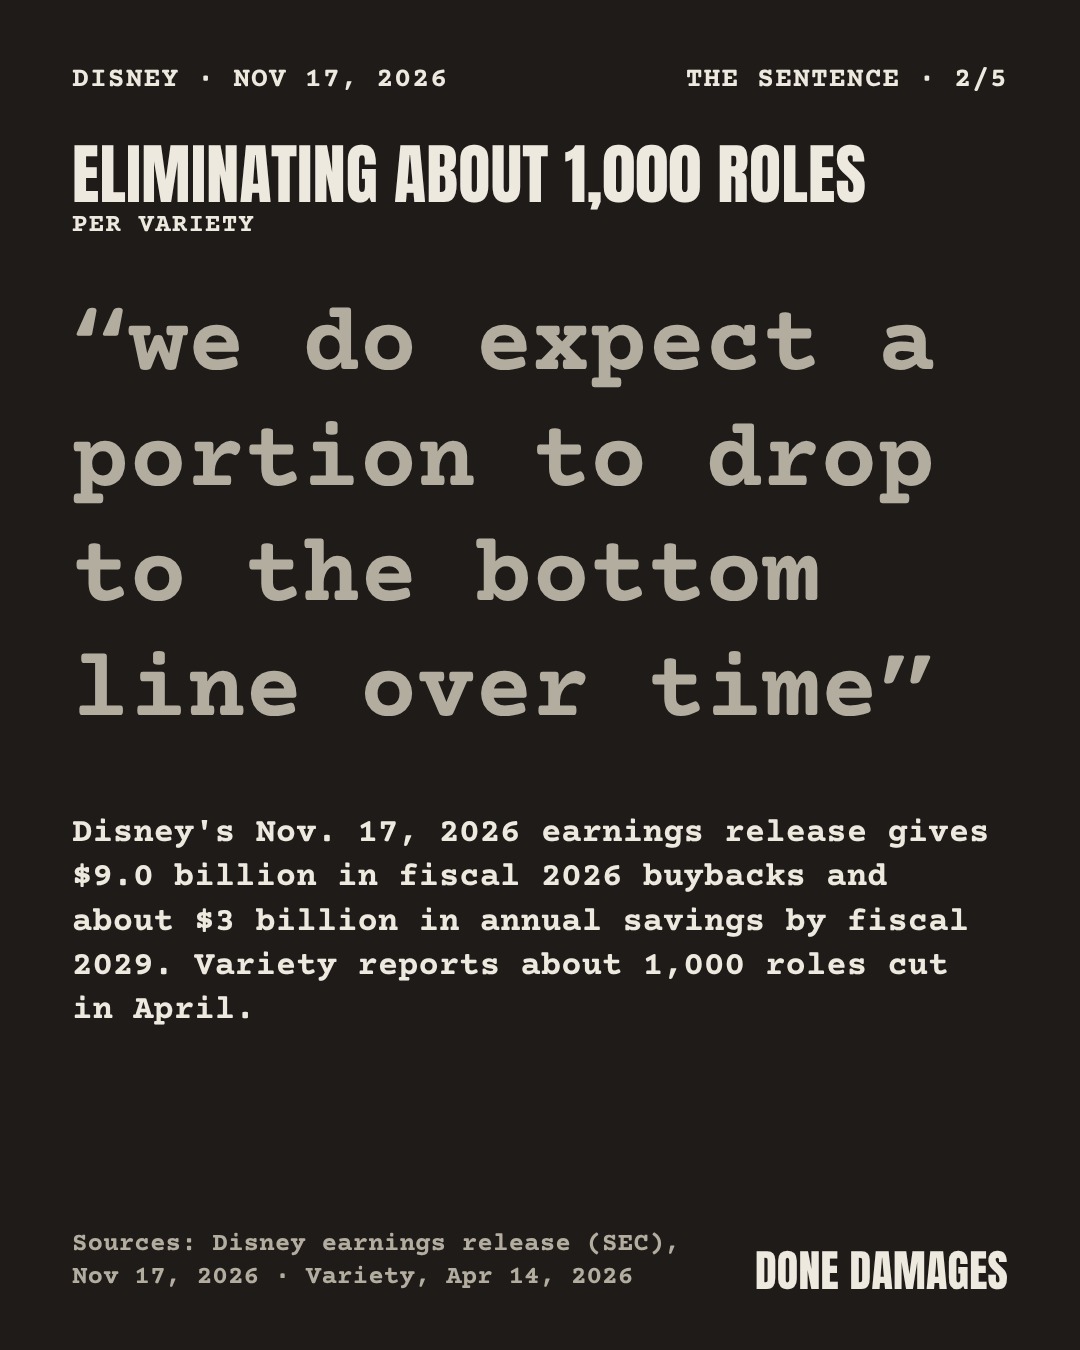 DISNEY · NOV 17, 2026
THE SENTENCE · 2/5
ELIMINATING ABOUT 1,000 ROLES
PER VARIETY
“we do expect a
portion to drop
to the bottom
line over time”
Disney's Nov. 17, 2026 earnings release gives
$9.0 billion in fiscal 2026 buybacks and
about $3 billion in annual savings by fiscal
2029. Variety reports about 1,000 roles cut
in April.
Sources: Disney earnings release (SEC),
Nov 17, 2026 · Variety, Apr 14, 2026
DONE DAMAGES